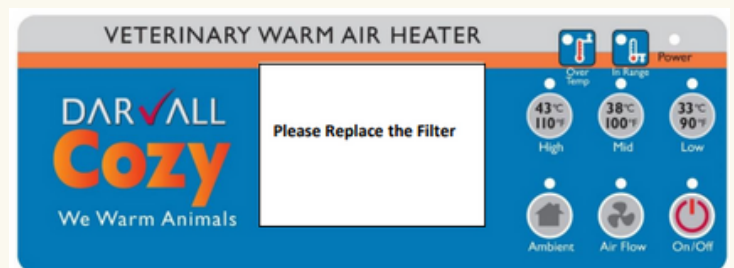 VETERINARY WARM AIR HEATER
Power
Over
Temp
In Range
DARVALL
Cozy
We Warm Animals
Please Replace the Filter
43°C
110°F
High
38°C
100°F
Mid
33°C
90°F
Low
Ambient
Air Flow
On/Off